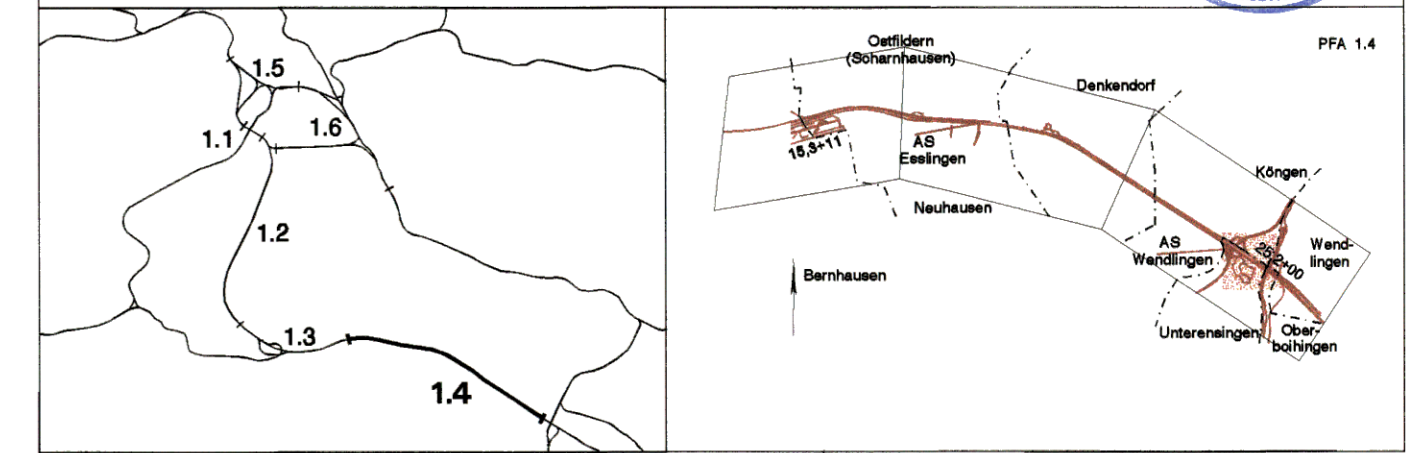 1.5
1.1
1.6
1.2
1.3
1.4
PFA 1.4
Ostfildern
(Scharnhausen)
Denkendorf
15,3+11
AS
Esslingen
Köngen
Neuhausen
AS
Wendlingen
25,2+00
Wend-
lingen
Bernhausen
Unterensingen
Ober-
boihingen